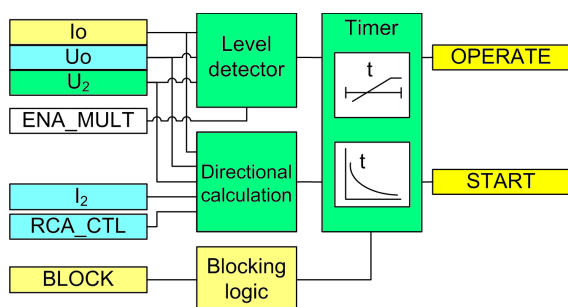 Io
Uo
U₂
ENA_MULT
I₂
RCA_CTL
BLOCK
Level
detector
Directional
calculation
Blocking
logic
Timer
t
t
OPERATE
START